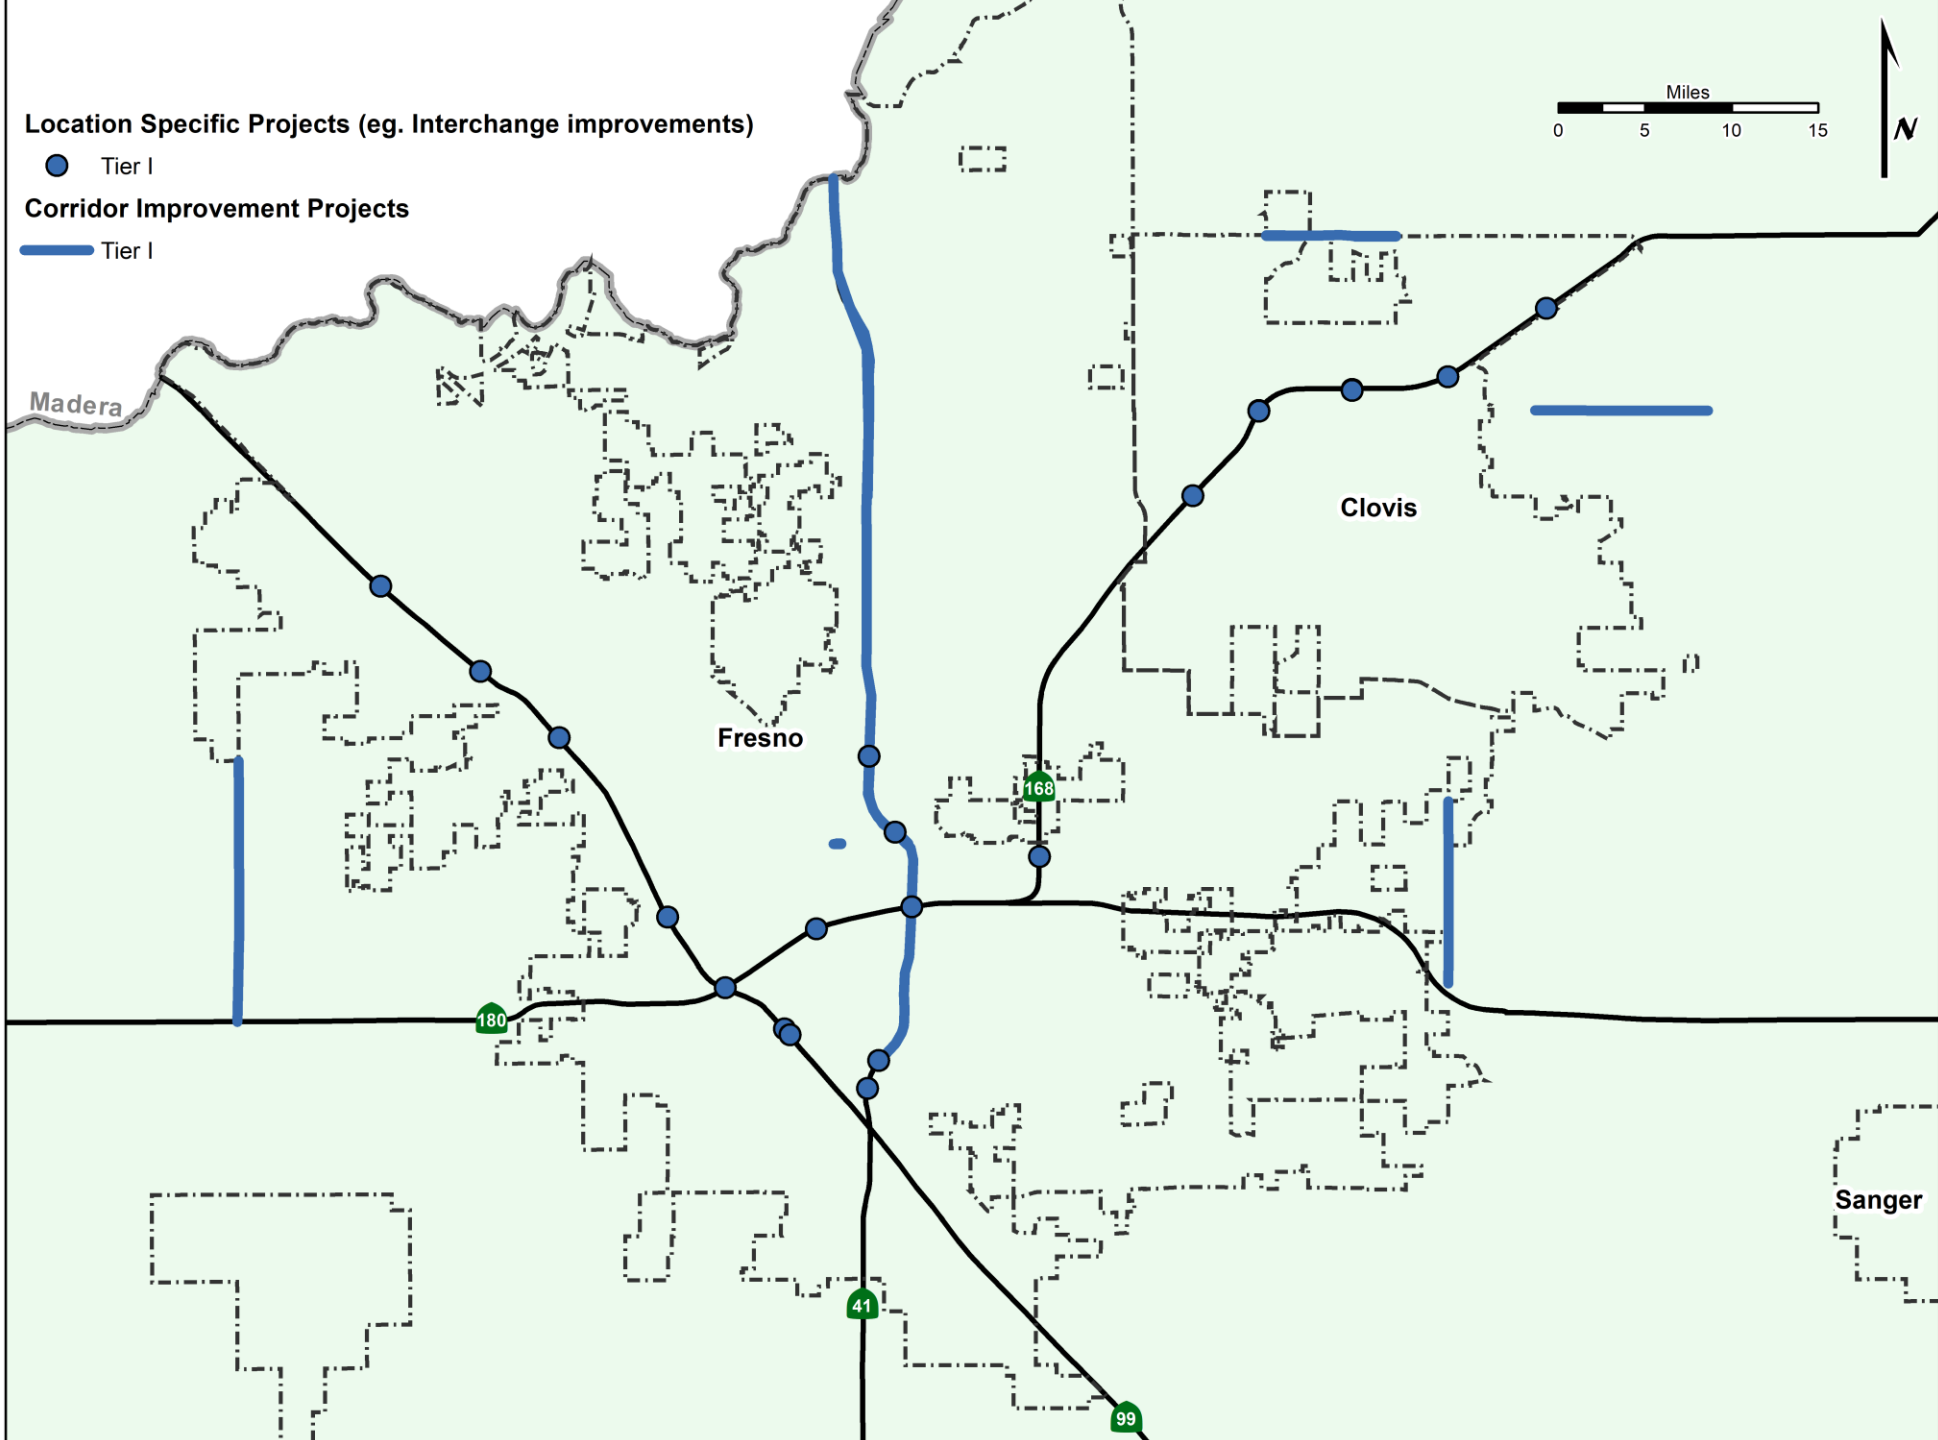 Location Specific Projects (eg. Interchange improvements)
Tier I
Corridor Improvement Projects
Tier I
Miles
0 5 10 15
N
Madera
Clovis
Fresno
168
180
Sanger
41
99